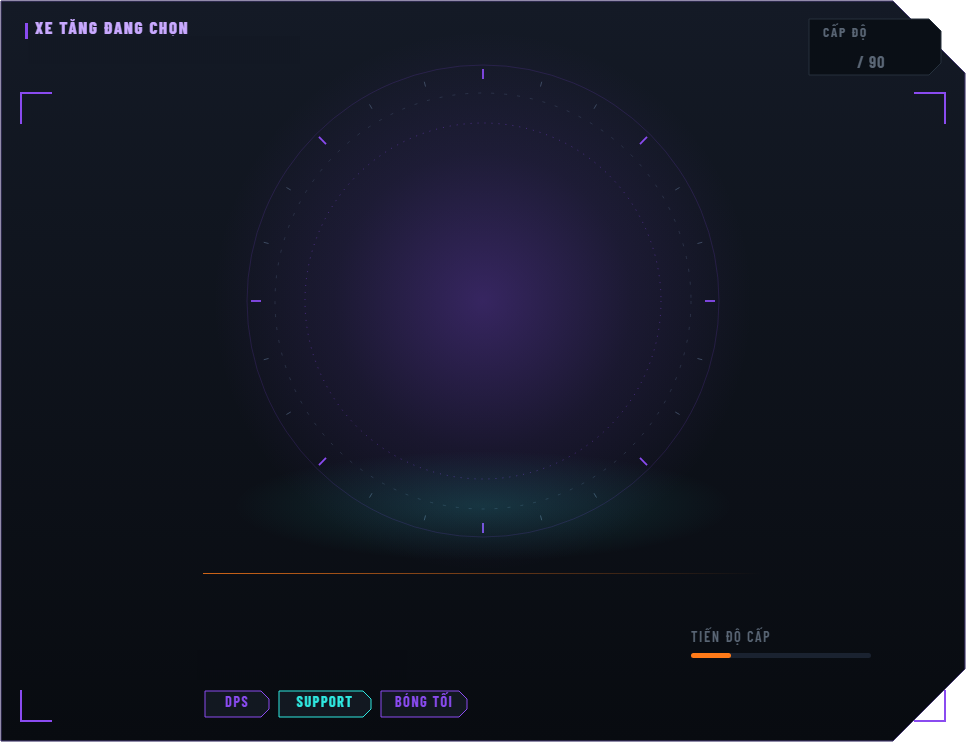 XE TĂNG ĐANG CHỌN
CẤP ĐỘ
/ 90
TIẾN ĐỘ CẤP
DPS
SUPPORT
BÓNG TỐI